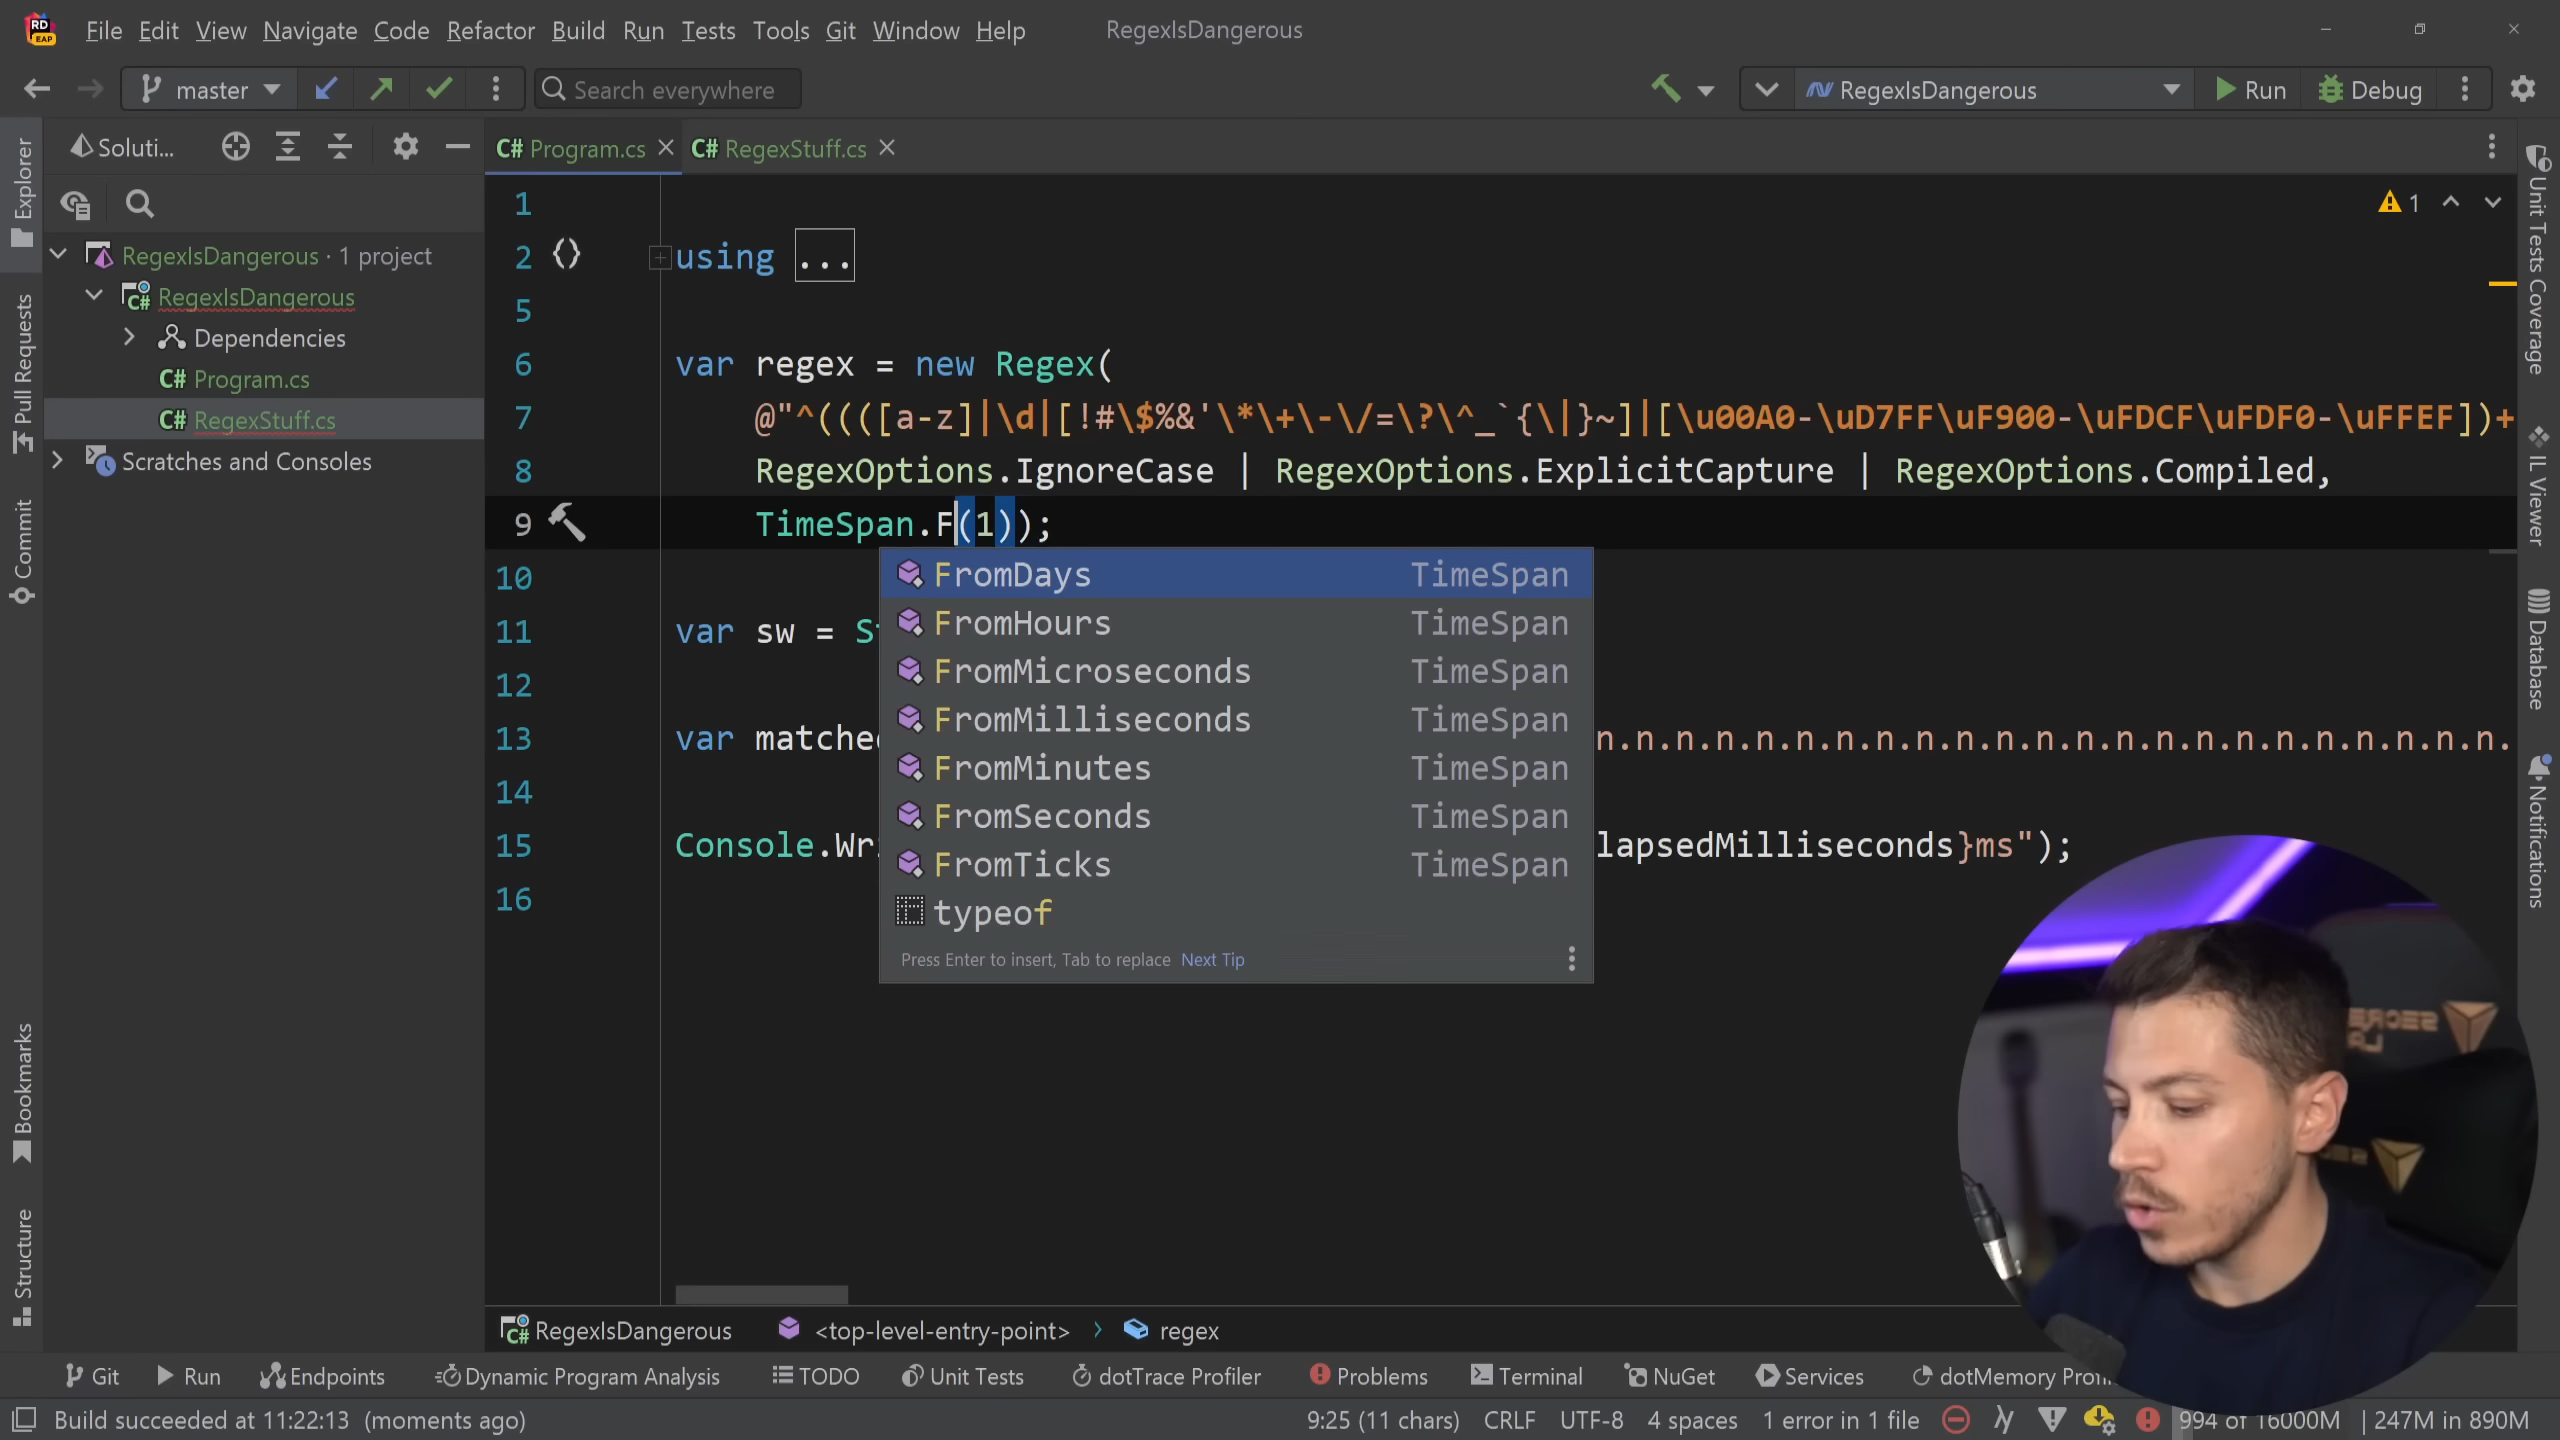 RD
EAP
File Edit View Navigate Code Refactor Build Run Tests Tools Git Window Help
RegexIsDangerous
master
Search everywhere
RegexIsDangerous
Run
Debug
Explorer
Pull Requests
Commit
Bookmarks
Structure
Soluti...
RegexIsDangerous · 1 project
RegexIsDangerous
Dependencies
C# Program.cs
C# RegexStuff.cs
Scratches and Consoles
C# Program.cs
C# RegexStuff.cs
1
1
2 using ...
5
6 var regex = new Regex(
7 @"^((([a-z]|\d|[!#\$%&'\*\+\-\/=\?\^_`{\|}~]|[\u00A0-\uD7FF\uF900-\uFDCF\uFDF0-\uFFEF])+
8 RegexOptions.IgnoreCase | RegexOptions.ExplicitCapture | RegexOptions.Compiled,
9 TimeSpan.F(1));
10
11 var sw = S
12
13 var matche n.n.n.n.n.n.n.n.n.n.n.n.n.n.n.n.n.n.n.n.n.n.n.
14
15 Console.Wr lapsedMilliseconds}ms");
16
FromDays TimeSpan
FromHours TimeSpan
FromMicroseconds TimeSpan
FromMilliseconds TimeSpan
FromMinutes TimeSpan
FromSeconds TimeSpan
FromTicks TimeSpan
typeof
Press Enter to insert, Tab to replace Next Tip
Unit Tests Coverage
IL Viewer
Database
Notifications
C# RegexIsDangerous <top-level-entry-point> › regex
Git Run Endpoints Dynamic Program Analysis TODO Unit Tests dotTrace Profiler Problems Terminal NuGet Services dotMemory Prof
Build succeeded at 11:22:13 (moments ago)
9:25 (11 chars) CRLF UTF-8 4 spaces 1 error in 1 file 994 of 16000M | 247M in 890M